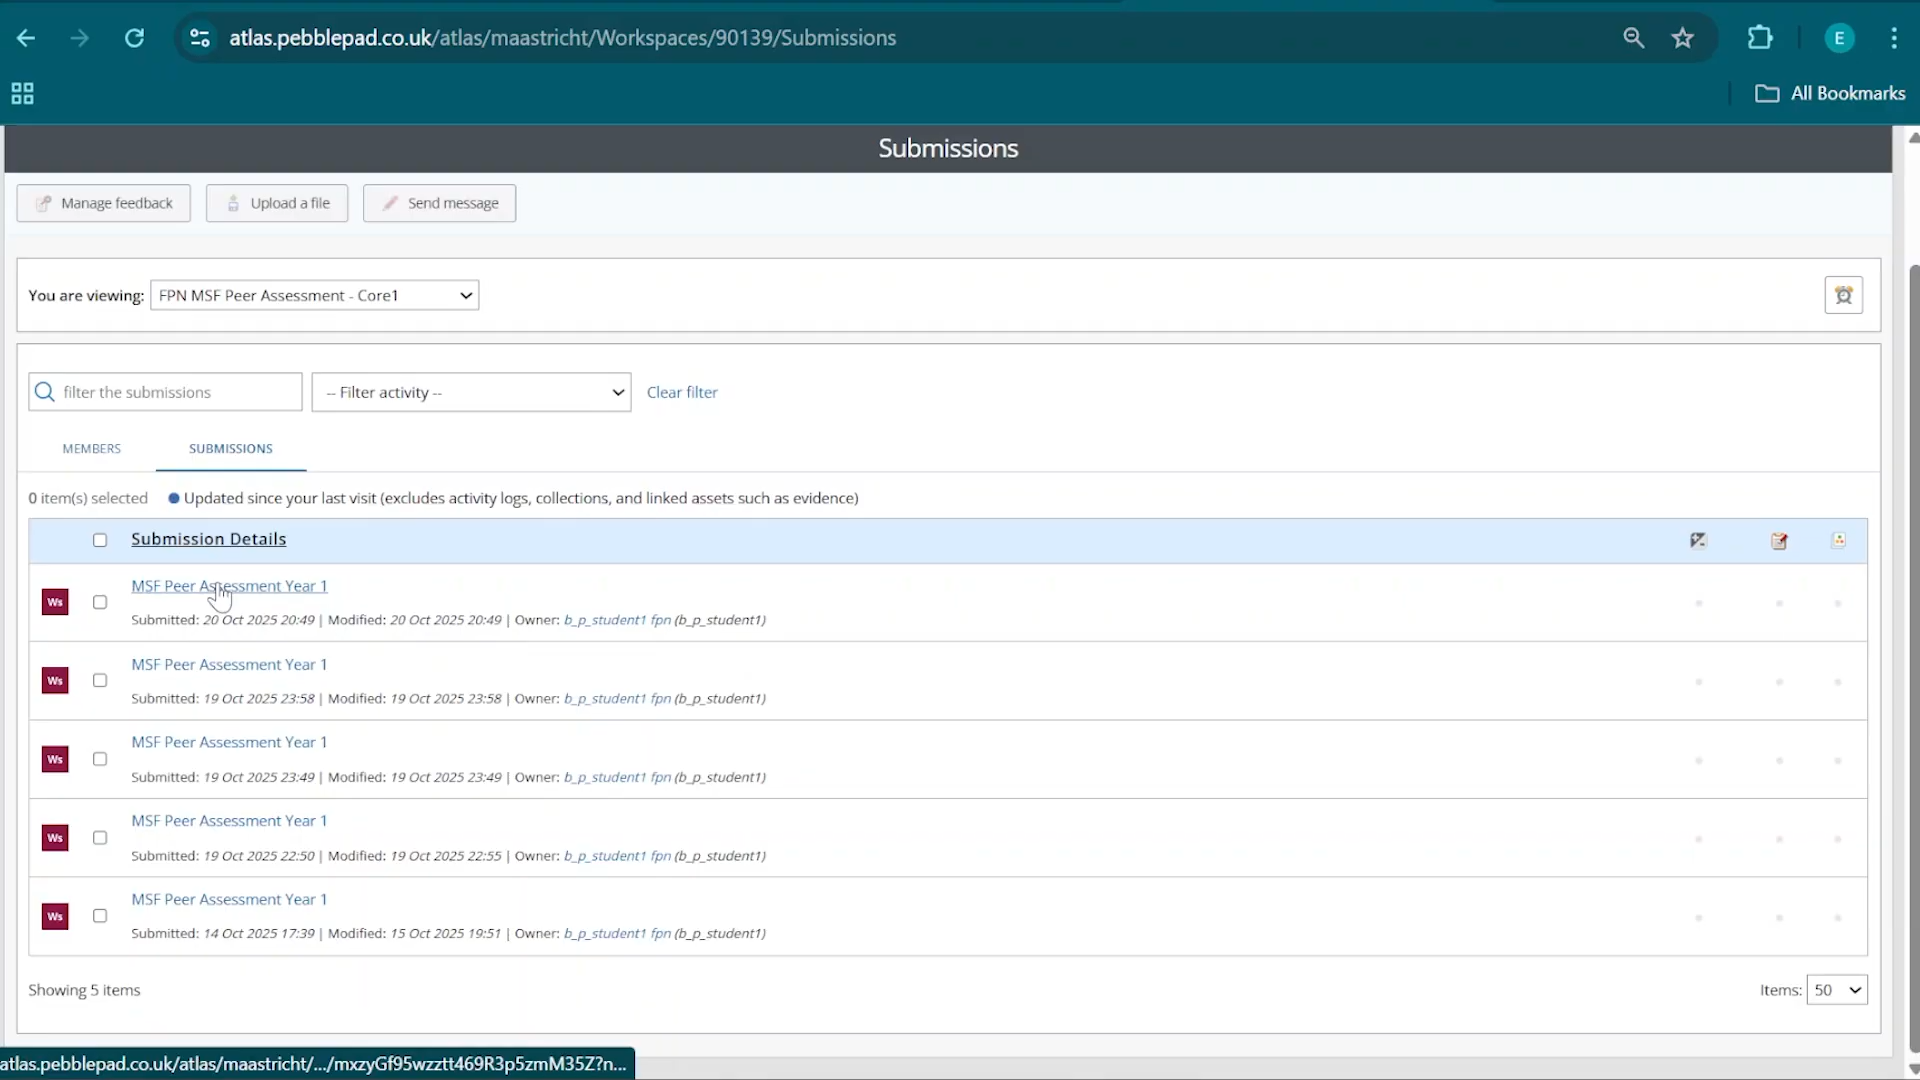 atlas.pebblepad.co.uk/atlas/maastricht/Workspaces/90139/Submissions
E
All Bookmarks
Submissions
Manage feedback
Upload a file
Send message
You are viewing: FPN MSF Peer Assessment - Core1
filter the submissions
-- Filter activity --
Clear filter
MEMBERS
SUBMISSIONS
0 item(s) selected
Updated since your last visit (excludes activity logs, collections, and linked assets such as evidence)
Submission Details
MSF Peer Assessment Year 1
Ws
Submitted: 20 Oct 2025 20:49 | Modified: 20 Oct 2025 20:49 | Owner: b_p_student1 fpn (b_p_student1)
MSF Peer Assessment Year 1
Ws
Submitted: 19 Oct 2025 23:58 | Modified: 19 Oct 2025 23:58 | Owner: b_p_student1 fpn (b_p_student1)
MSF Peer Assessment Year 1
Ws
Submitted: 19 Oct 2025 23:49 | Modified: 19 Oct 2025 23:49 | Owner: b_p_student1 fpn (b_p_student1)
MSF Peer Assessment Year 1
Ws
Submitted: 19 Oct 2025 22:50 | Modified: 19 Oct 2025 22:55 | Owner: b_p_student1 fpn (b_p_student1)
MSF Peer Assessment Year 1
Ws
Submitted: 14 Oct 2025 17:39 | Modified: 15 Oct 2025 19:51 | Owner: b_p_student1 fpn (b_p_student1)
Showing 5 items
Items: 50
atlas.pebblepad.co.uk/atlas/maastricht/.../mxzyGf95wzztt469R3p5zmM35Z?n...